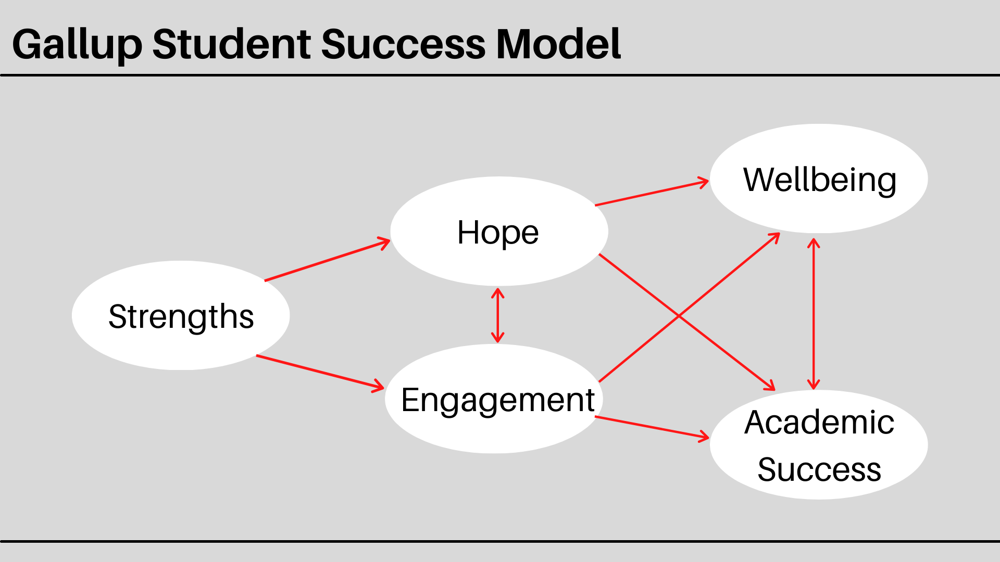 Gallup Student Success Model
Wellbeing
Hope
Strengths
Engagement
Academic
Success